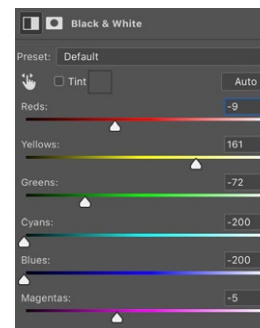 Black & White
Preset: Default
Tint Auto
Reds: -9
Yellows: 161
Greens: -72
Cyans: -200
Blues: -200
Magentas: -5